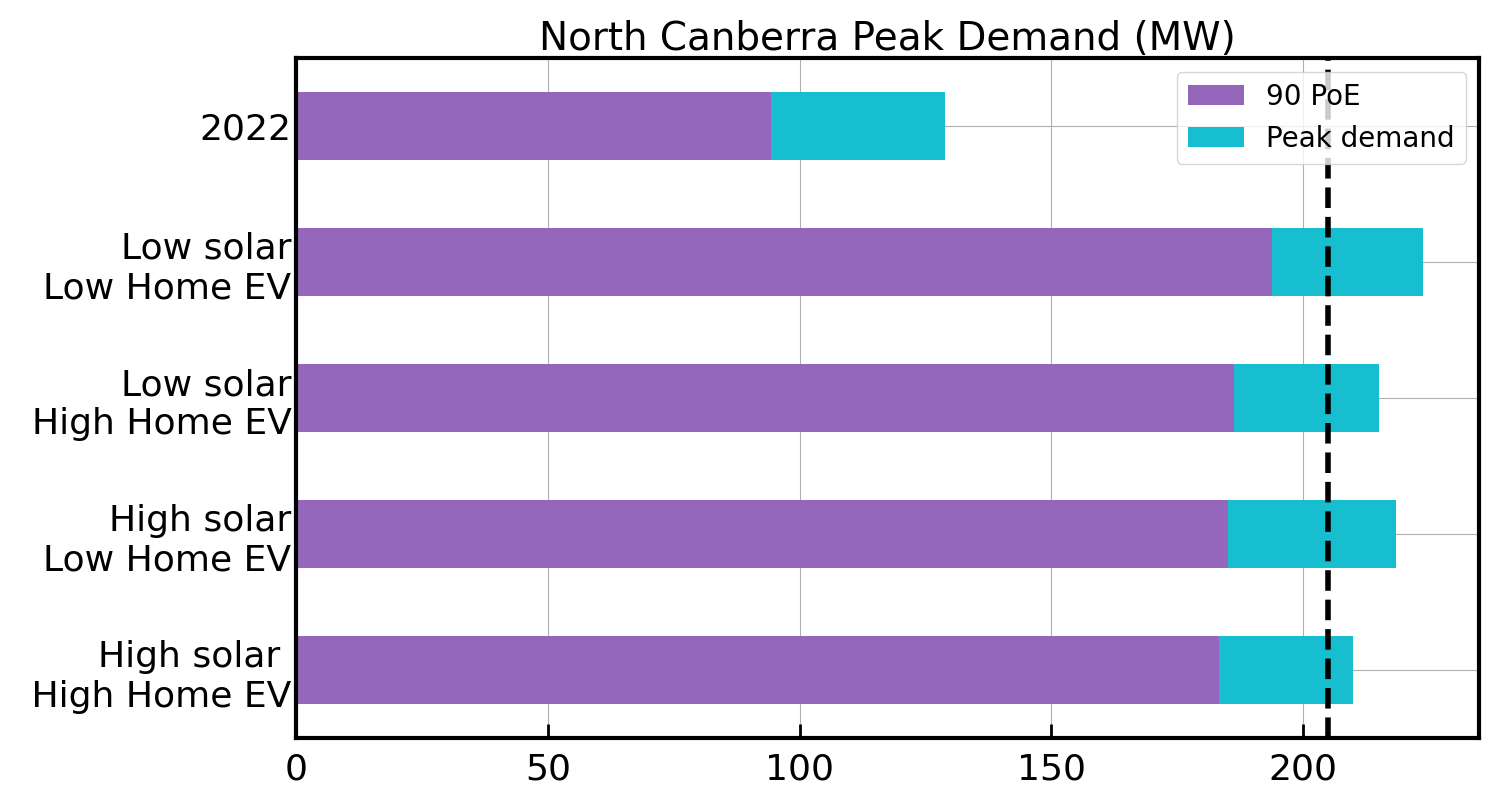 North Canberra Peak Demand (MW)
90 PoE
Peak demand
2022
Low solar
Low Home EV
Low solar
High Home EV
High solar
Low Home EV
High solar
High Home EV
0 50 100 150 200